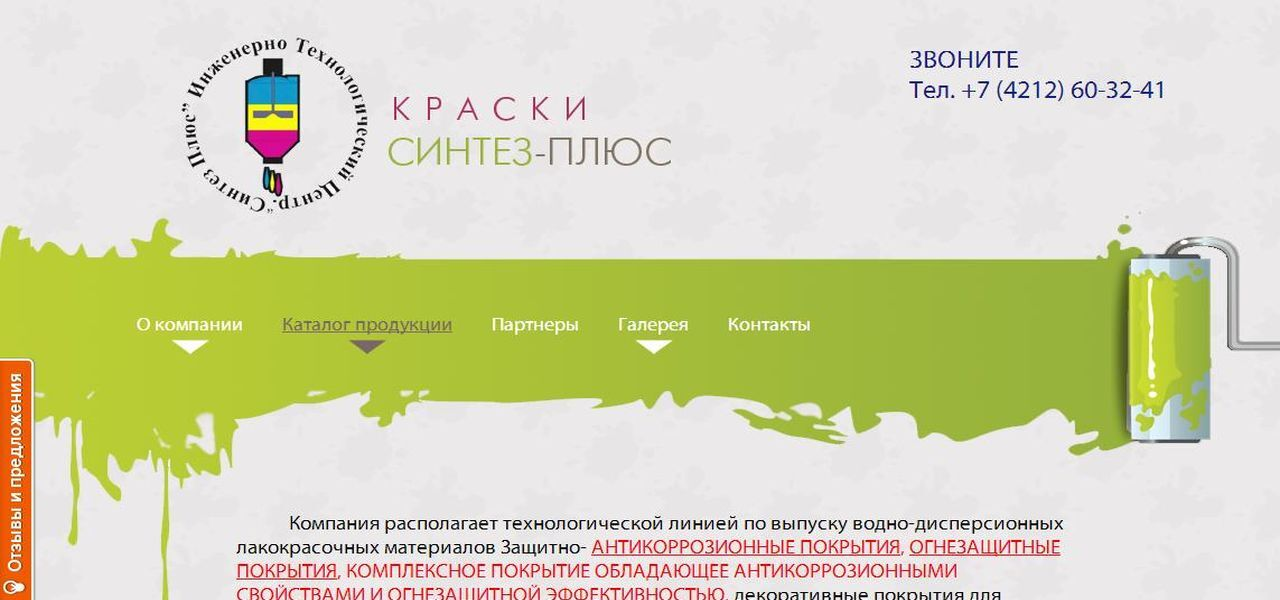 Инженерно Технологический Центр. "Синтез Плюс"
КРАСКИ
СИНТЕЗ-ПЛЮС
ЗВОНИТЕ
Тел. +7 (4212) 60-32-41
О компании
Каталог продукции
Партнеры
Галерея
Контакты
Отзывы и предложения
Компания располагает технологической линией по выпуску водно-дисперсионных
лакокрасочных материалов Защитно- АНТИКОРРОЗИОННЫЕ ПОКРЫТИЯ, ОГНЕЗАЩИТНЫЕ
ПОКРЫТИЯ, КОМПЛЕКСНОЕ ПОКРЫТИЕ ОБЛАДАЮЩЕЕ АНТИКОРРОЗИОННЫМИ
СВОЙСТВАМИ И ОГНЕЗАЩИТНОЙ ЭФФЕКТИВНОСТЬЮ, декоративные покрытия для